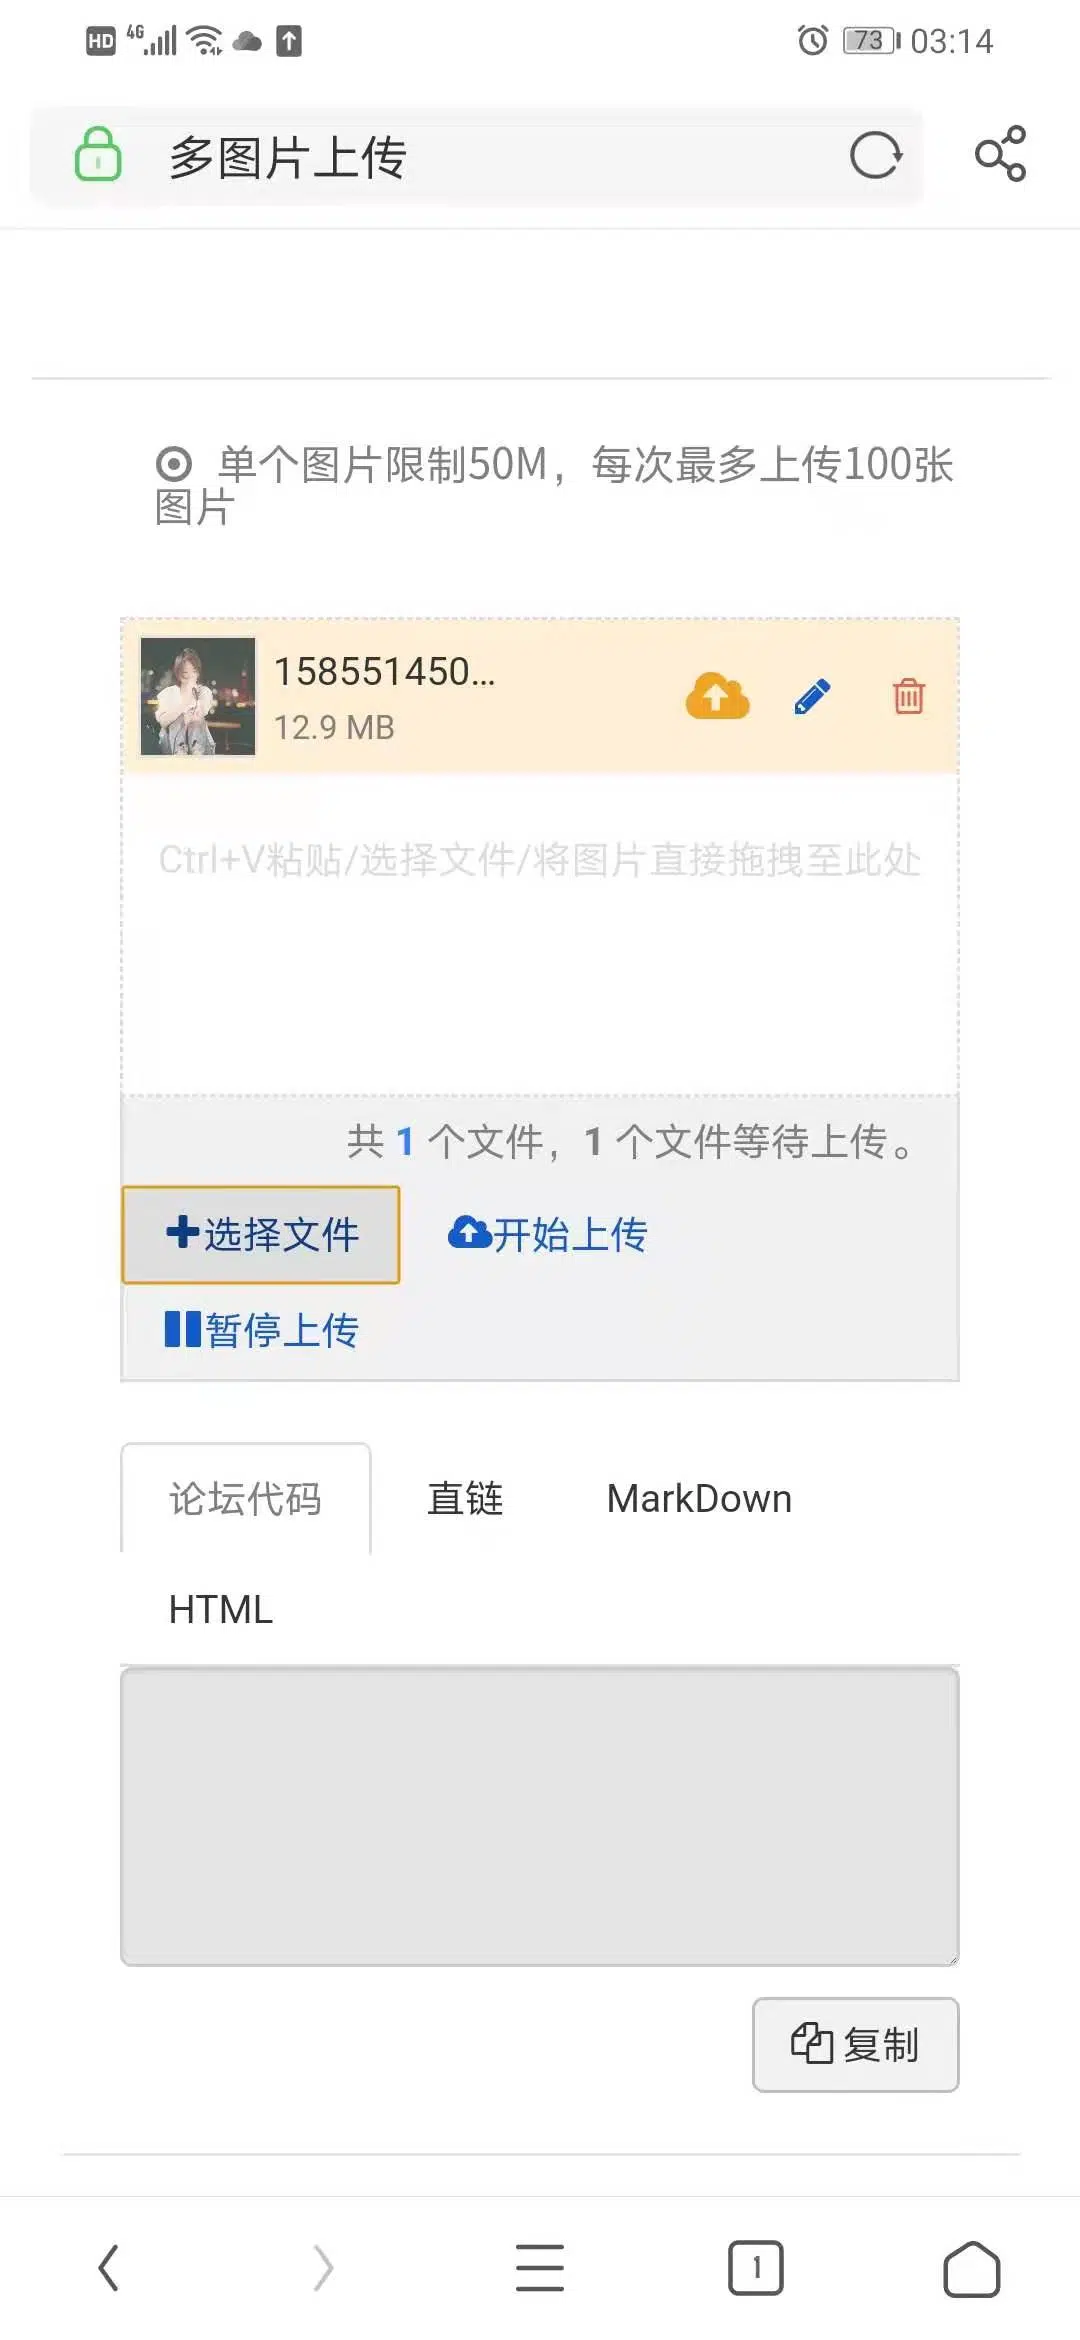 HD 4G 73 03:14
多图片上传
单个图片限制50M，每次最多上传100张
图片
158551450...
12.9 MB
Ctrl+V粘贴/选择文件/将图片直接拖拽至此处
共 1 个文件，1 个文件等待上传。
选择文件 开始上传
暂停上传
论坛代码 直链 MarkDown
HTML
复制
1